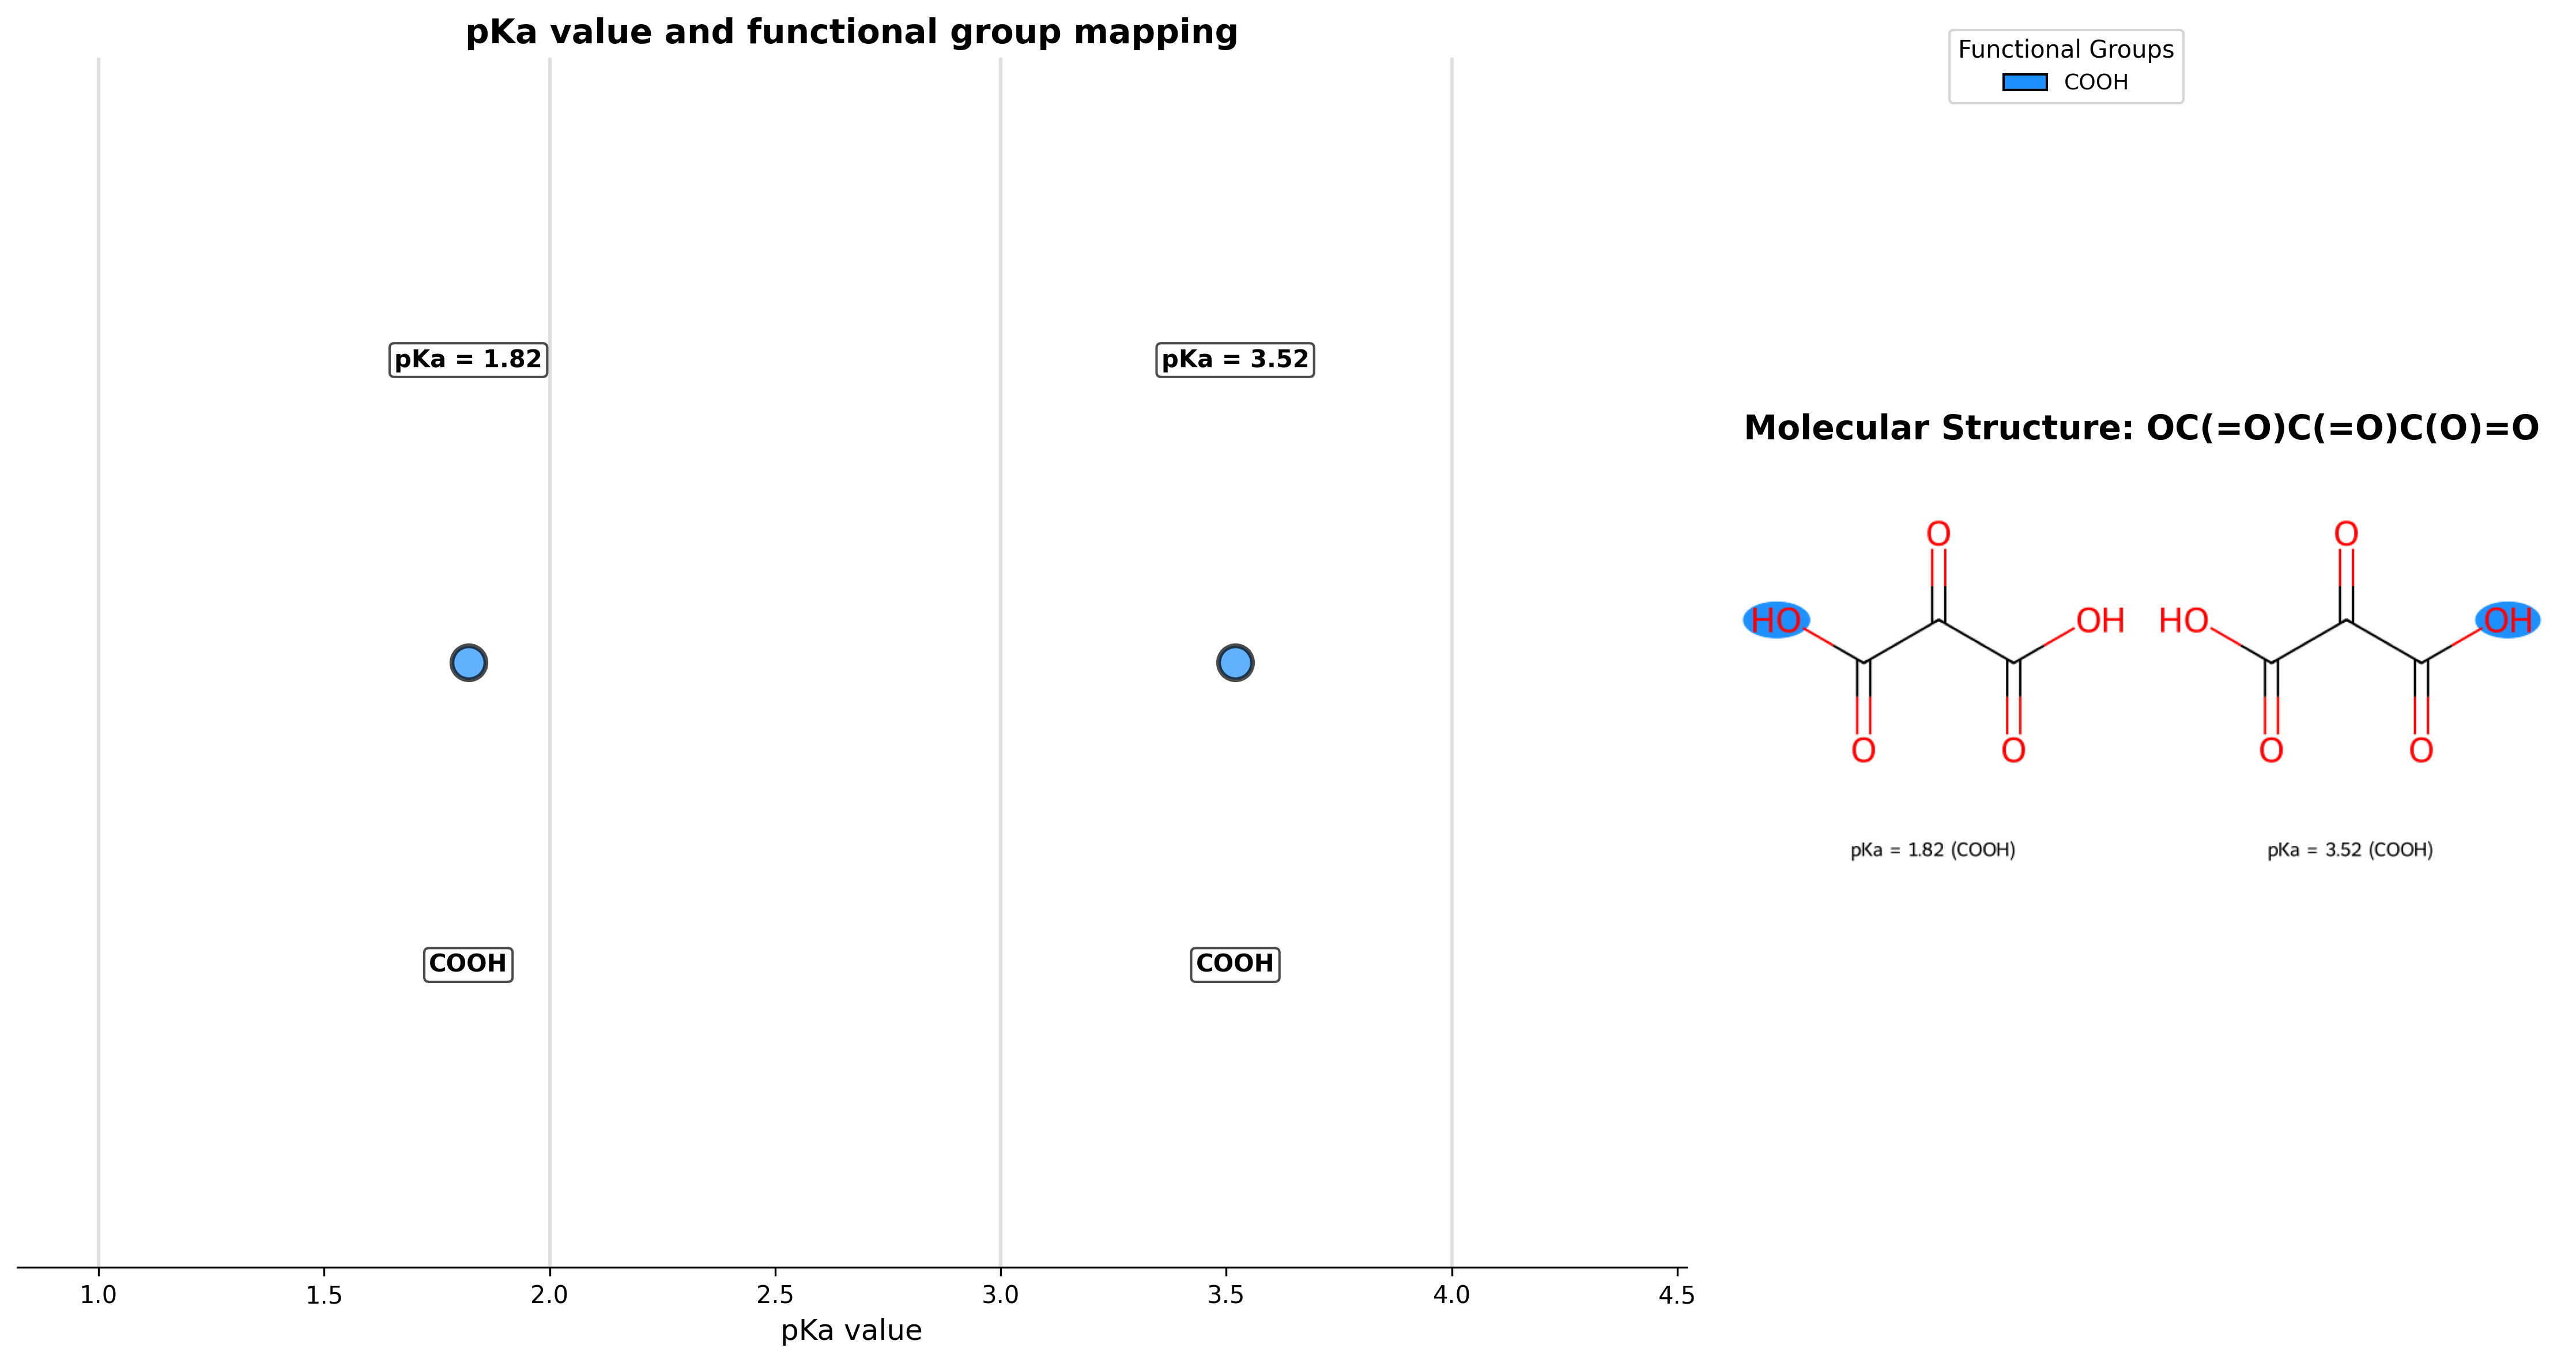 pKa value and functional group mapping
pKa = 1.82
pKa = 3.52
COOH
COOH
1.0 1.5 2.0 2.5 3.0 3.5 4.0 4.5
pKa value
Functional Groups
COOH
Molecular Structure: OC(=O)C(=O)C(O)=O
O
HO
OH
O
O
O
HO
OH
O
O
pKa = 1.82 (COOH)
pKa = 3.52 (COOH)